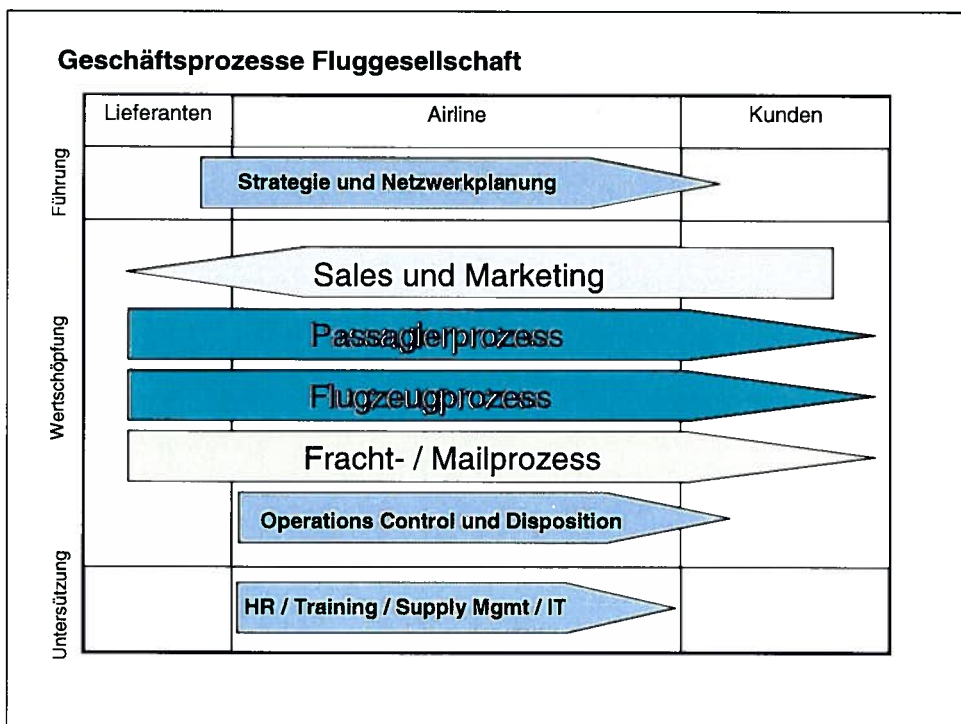 Geschäftsprozesse Fluggesellschaft
Lieferanten Airline Kunden
Führung
Strategie und Netzwerkplanung
Wertschöpfung
Sales und Marketing
Passagierprozess
Flugzeugprozess
Fracht- / Mailprozess
Operations Control und Disposition
Untersützung
HR / Training / Supply Mgmt / IT